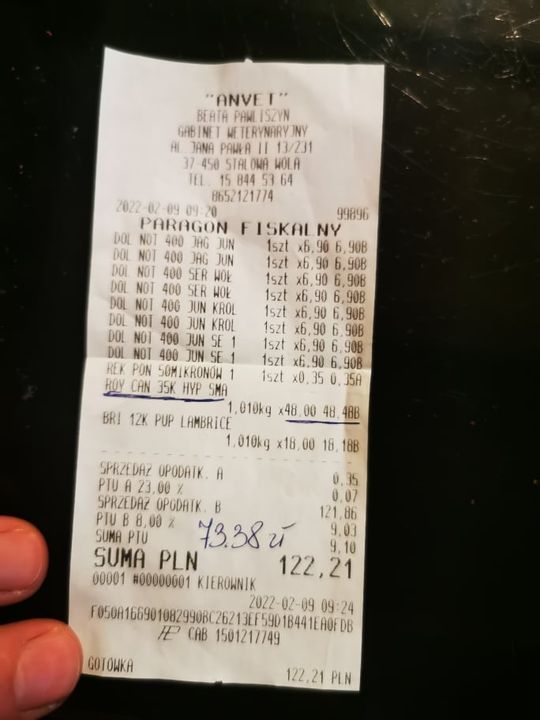 "ANVET"
BEATA PAWLISZYN
GABINET WETERYNARYJNY
AL. JANA PAWŁA II 13/231
37-450 STALOWA WOLA
TEL. 15 844 53 64
8652121774
2022-02-09 09:20 99896
PARAGON FISKALNY
DOL NOT 400 JAG JUN 1szt x6,90 6,90B
DOL NOT 400 JAG JUN 1szt x6,90 6,90B
DOL NOT 400 SER WOŁ 1szt x6,90 6,90B
DOL NOT 400 SER WOŁ 1szt x6,90 6,90B
DOL NOT 400 JUN KRÓL 1szt x6,90 6,90B
DOL NOT 400 JUN KRÓL 1szt x6,90 6,90B
DOL NOT 400 JUN SE 1 1szt x6,90 6,90B
DOL NOT 400 JUN SE 1 1szt x6,90 6,90B
REK PON 50MIKRONÓW 1 1szt x0,35 0,35A
ROY CAN 35K HYP SMA
1,010kg x48,00 48,48B
BRI 12K PUP LAMBRICE
1,010kg x18,00 18,18B
SPRZEDAŻ OPODATK. A 0,35
PTU A 23,00 % 0,07
SPRZEDAŻ OPODATK. B 121,86
PTU B 8,00 % 9,03
73.38 zł
SUMA PTU 9,10
SUMA PLN 122,21
00001 #00000001 KIEROWNIK
2022-02-09 09:24
F050A166901082990BC26213EF59D1B441EA0FDB
CAB 1501217749
GOTÓWKA 122,21 PLN